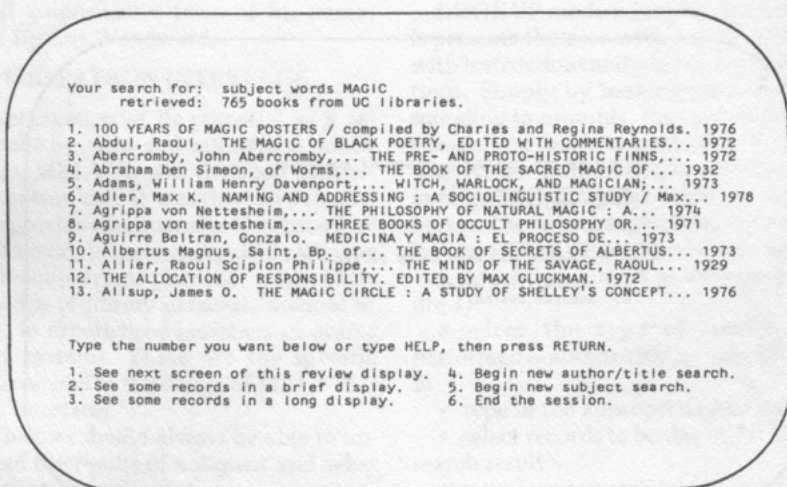 Your search for: subject words MAGIC
retrieved: 765 books from UC libraries.
1. 100 YEARS OF MAGIC POSTERS / compiled by Charles and Regina Reynolds. 1976
2. Abdul, Raoul, THE MAGIC OF BLACK POETRY, EDITED WITH COMMENTARIES... 1972
3. Abercromby, John Abercromby,... THE PRE- AND PROTO-HISTORIC FINNS,... 1972
4. Abraham ben Simeon, of Worms,... THE BOOK OF THE SACRED MAGIC OF... 1932
5. Adams, William Henry Davenport,... WITCH, WARLOCK, AND MAGICIAN;... 1973
6. Adler, Max K. NAMING AND ADDRESSING : A SOCIOLINGUISTIC STUDY / Max... 1978
7. Agrippa von Nettesheim,... THE PHILOSOPHY OF NATURAL MAGIC : A... 1974
8. Agrippa von Nettesheim,... THREE BOOKS OF OCCULT PHILOSOPHY OR... 1971
9. Aguirre Beltran, Gonzalo. MEDICINA Y MAGIA : EL PROCESO DE... 1973
10. Albertus Magnus, Saint, Bp. of... THE BOOK OF SECRETS OF ALBERTUS... 1973
11. Allier, Raoul Scipion Philippe,... THE MIND OF THE SAVAGE, RAOUL... 1929
12. THE ALLOCATION OF RESPONSIBILITY. EDITED BY MAX GLUCKMAN. 1972
13. Allsup, James O. THE MAGIC CIRCLE : A STUDY OF SHELLEY'S CONCEPT... 1976
Type the number you want below or type HELP, then press RETURN.
1. See next screen of this review display. 4. Begin new author/title search.
2. See some records in a brief display. 5. Begin new subject search.
3. See some records in a long display. 6. End the session.